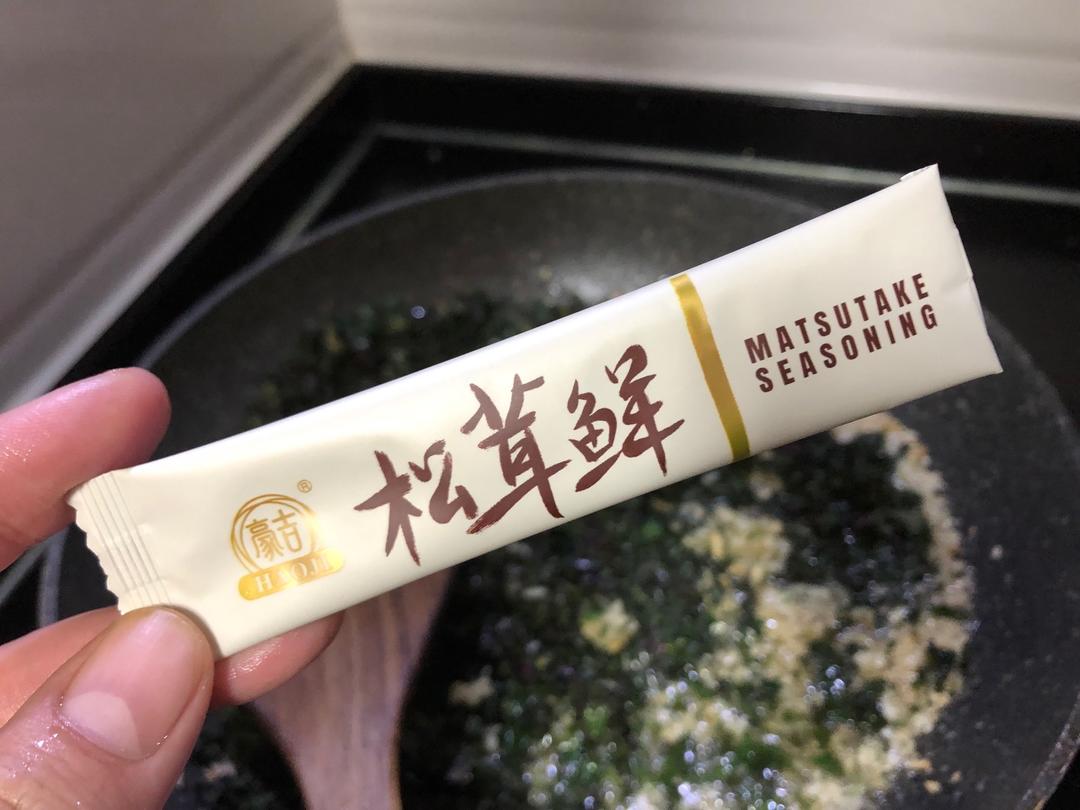 豪吉
®
HAOJI
松茸鲜
MATSUTAKE
SEASONING